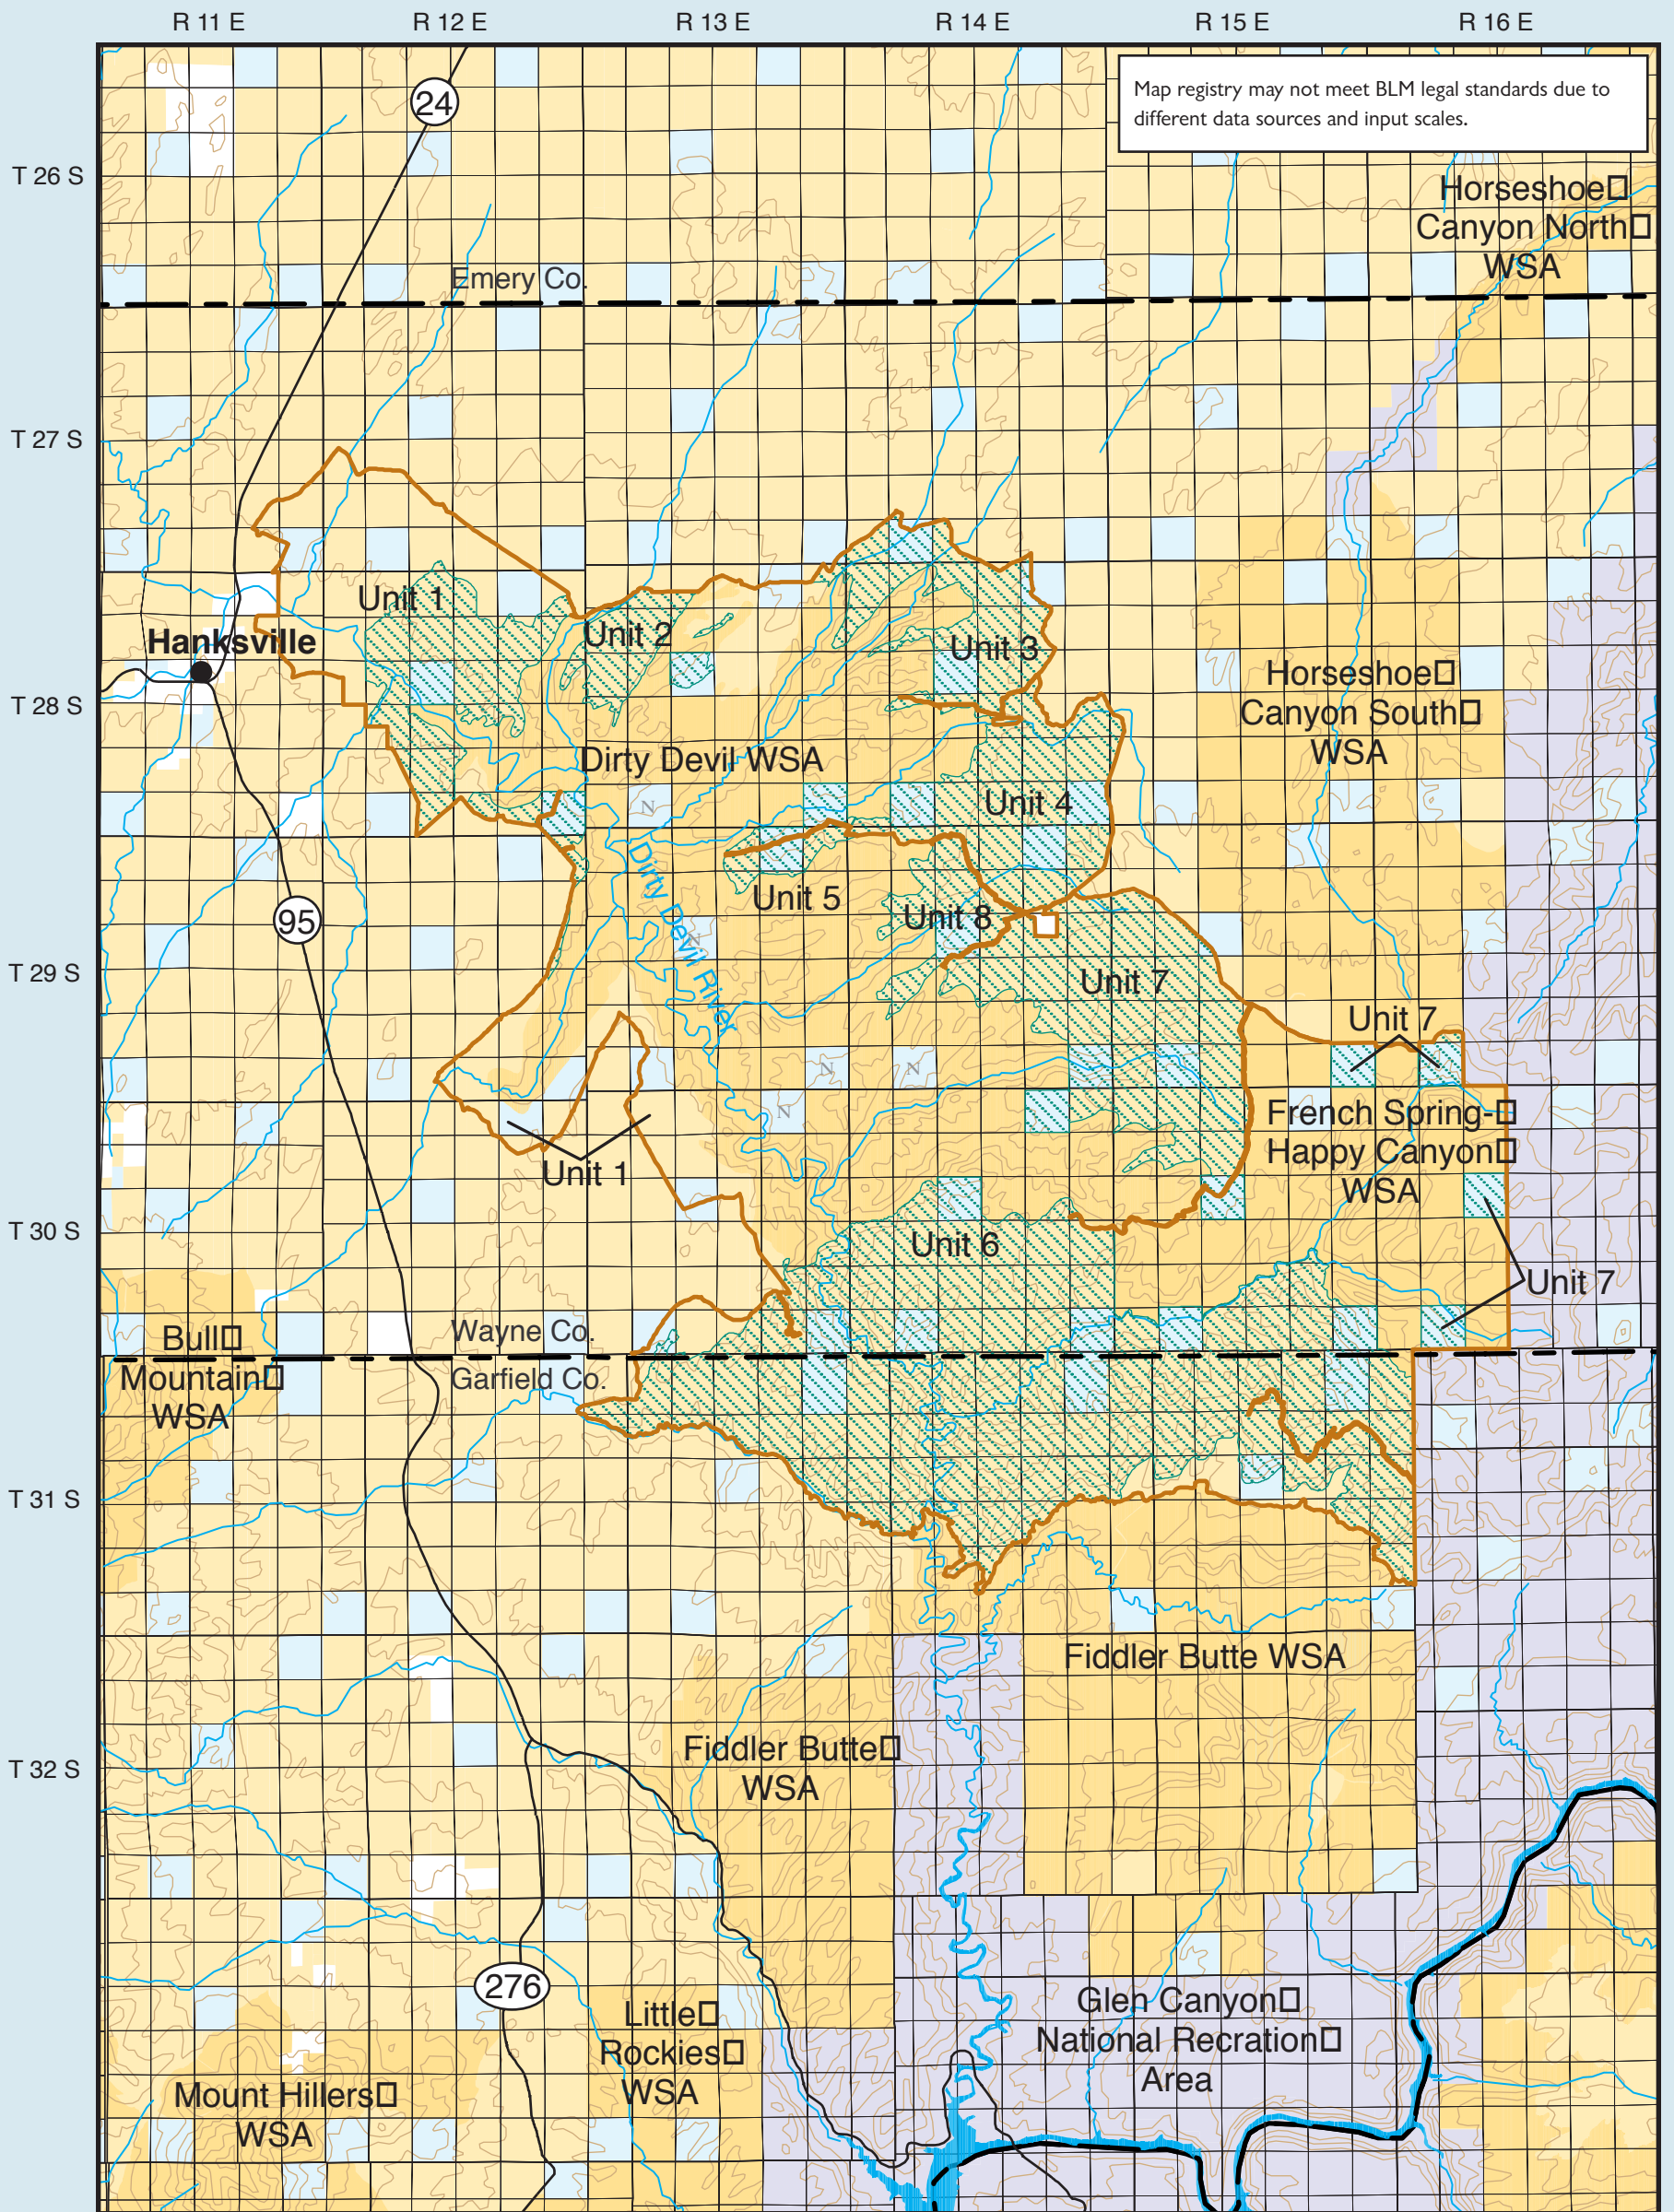 R 11 E R 12 E R 13 E R 14 E R 15 E R 16 E
Map registry may not meet BLM legal standards due to
different data sources and input scales.
24
T 26 S
Horseshoe
Canyon North
WSA
Emery Co.
T 27 S
Unit 1
Unit 2
Unit 3
Hanksville
Horseshoe
Canyon South
WSA
T 28 S
Dirty Devil WSA
Unit 4
N
Unit 5
Unit 8
Dirty Devil River
95
N
T 29 S
Unit 7
Unit 7
N
N
N
French Spring-
Happy Canyon
WSA
Unit 1
T 30 S
Unit 6
Unit 7
Bull
Mountain
WSA
Wayne Co.
Garfield Co.
T 31 S
Fiddler Butte WSA
Fiddler Butte
WSA
T 32 S
276
Little
Rockies
WSA
Glen Canyon
National Recration
Area
Mount Hillers
WSA